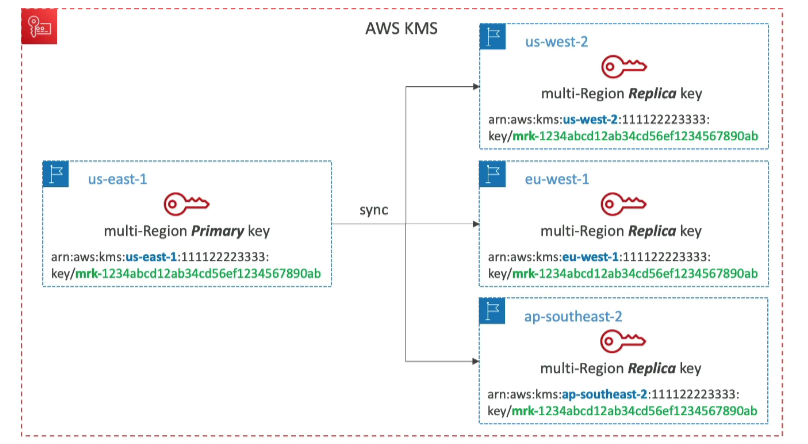 AWS KMS
us-west-2
multi-Region Replica key
arn:aws:kms:us-west-2:111122223333:
key/mrk-1234abcd12ab34cd56ef1234567890ab
us-east-1
multi-Region Primary key
arn:aws:kms:us-east-1:111122223333:
key/mrk-1234abcd12ab34cd56ef1234567890ab
sync
eu-west-1
multi-Region Replica key
arn:aws:kms:eu-west-1:111122223333:
key/mrk-1234abcd12ab34cd56ef1234567890ab
ap-southeast-2
multi-Region Replica key
arn:aws:kms:ap-southeast-2:111122223333:
key/mrk-1234abcd12ab34cd56ef1234567890ab